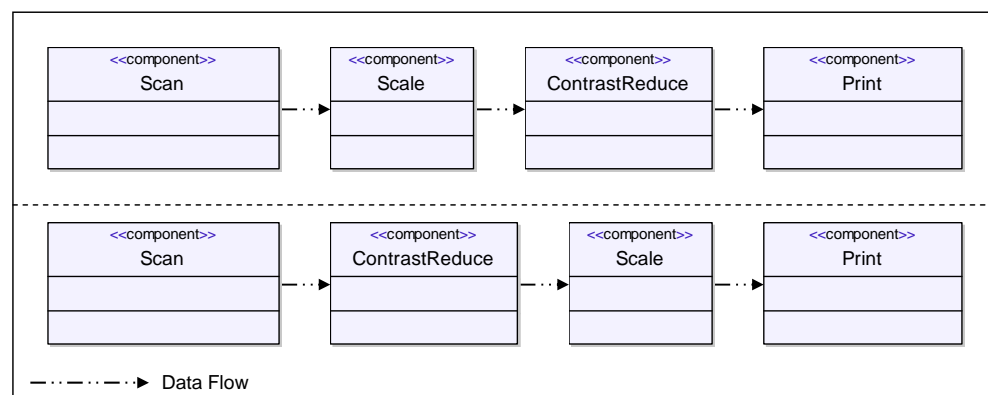 <<component>>
Scan
<<component>>
Scale
<<component>>
ContrastReduce
<<component>>
Print
<<component>>
Scan
<<component>>
ContrastReduce
<<component>>
Scale
<<component>>
Print
Data Flow